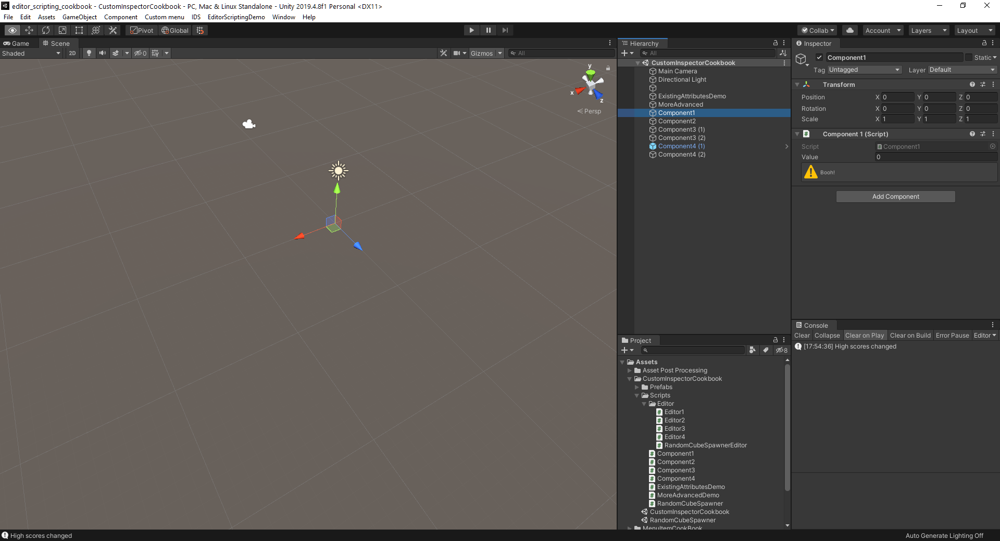 editor_scripting_cookbook - CustomInspectorCookbook - PC, Mac & Linux Standalone - Unity 2019.4.8f1 Personal <DX11>
File Edit Assets GameObject Component Custom menu IDS EditorScriptingDemo Window Help
Pivot Global Collab Account Layers Layout
Game Scene
Shaded 2D 0 Gizmos All
y
x
z
Persp
Hierarchy
All
CustomInspectorCookbook
Main Camera
Directional Light
ExistingAttributesDemo
MoreAdvanced
Component1
Component2
Component3 (1)
Component3 (2)
Component4 (1)
Component4 (2)
Project
8
Assets
Asset Post Processing
CustomInspectorCookbook
Prefabs
Scripts
Editor
Editor1
Editor2
Editor3
Editor4
RandomCubeSpawnerEditor
Component1
Component2
Component3
Component4
ExistingAttributesDemo
MoreAdvancedDemo
RandomCubeSpawner
CustomInspectorCookbook
RandomCubeSpawner
MenuItemCookBook
Inspector
Component1 Static
Tag Untagged Layer Default
Transform
Position X 0 Y 0 Z 0
Rotation X 0 Y 0 Z 0
Scale X 1 Y 1 Z 1
Component 1 (Script)
Script Component1
Value 0
Booh!
Add Component
Console
Clear Collapse Clear on Play Clear on Build Error Pause Editor
[17:54:36] High scores changed
High scores changed
Auto Generate Lighting Off